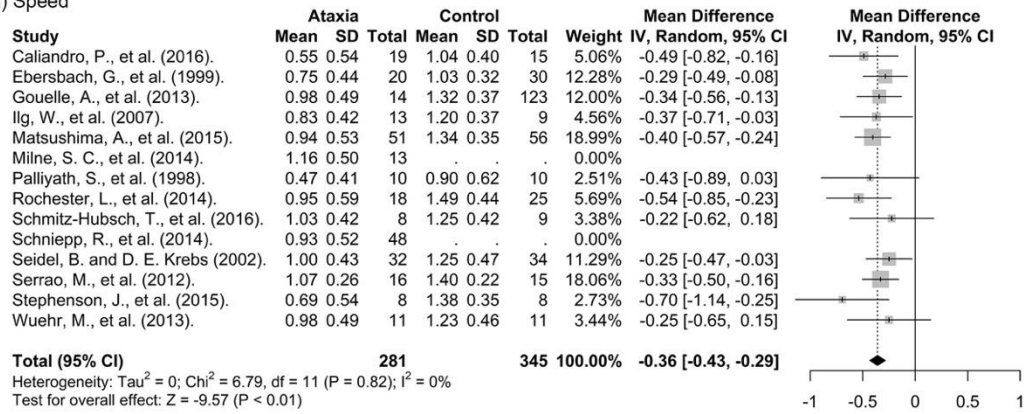 ) Speed
Ataxia Control Mean Difference Mean Difference
Study Mean SD Total Mean SD Total Weight IV, Random, 95% CI IV, Random, 95% CI
Caliandro, P., et al. (2016). 0.55 0.54 19 1.04 0.40 15 5.06% -0.49 [-0.82, -0.16]
Ebersbach, G., et al. (1999). 0.75 0.44 20 1.03 0.32 30 12.28% -0.29 [-0.49, -0.08]
Gouelle, A., et al. (2013). 0.98 0.49 14 1.32 0.37 123 12.00% -0.34 [-0.56, -0.13]
Ilg, W., et al. (2007). 0.83 0.42 13 1.20 0.37 9 4.56% -0.37 [-0.71, -0.03]
Matsushima, A., et al. (2015). 0.94 0.53 51 1.34 0.35 56 18.99% -0.40 [-0.57, -0.24]
Milne, S. C., et al. (2014). 1.16 0.50 13 . . . 0.00%
Palliyath, S., et al. (1998). 0.47 0.41 10 0.90 0.62 10 2.51% -0.43 [-0.89, 0.03]
Rochester, L., et al. (2014). 0.95 0.59 18 1.49 0.44 25 5.69% -0.54 [-0.85, -0.23]
Schmitz-Hubsch, T., et al. (2016). 1.03 0.42 8 1.25 0.42 9 3.38% -0.22 [-0.62, 0.18]
Schniepp, R., et al. (2014). 0.93 0.52 48 . . . 0.00%
Seidel, B. and D. E. Krebs (2002). 1.00 0.43 32 1.25 0.47 34 11.29% -0.25 [-0.47, -0.03]
Serrao, M., et al. (2012). 1.07 0.26 16 1.40 0.22 15 18.06% -0.33 [-0.50, -0.16]
Stephenson, J., et al. (2015). 0.69 0.54 8 1.38 0.35 8 2.73% -0.70 [-1.14, -0.25]
Wuehr, M., et al. (2013). 0.98 0.49 11 1.23 0.46 11 3.44% -0.25 [-0.65, 0.15]
Total (95% CI) 281 345 100.00% -0.36 [-0.43, -0.29]
Heterogeneity: Tau² = 0; Chi² = 6.79, df = 11 (P = 0.82); I² = 0%
Test for overall effect: Z = -9.57 (P < 0.01)
-1 -0.5 0 0.5 1